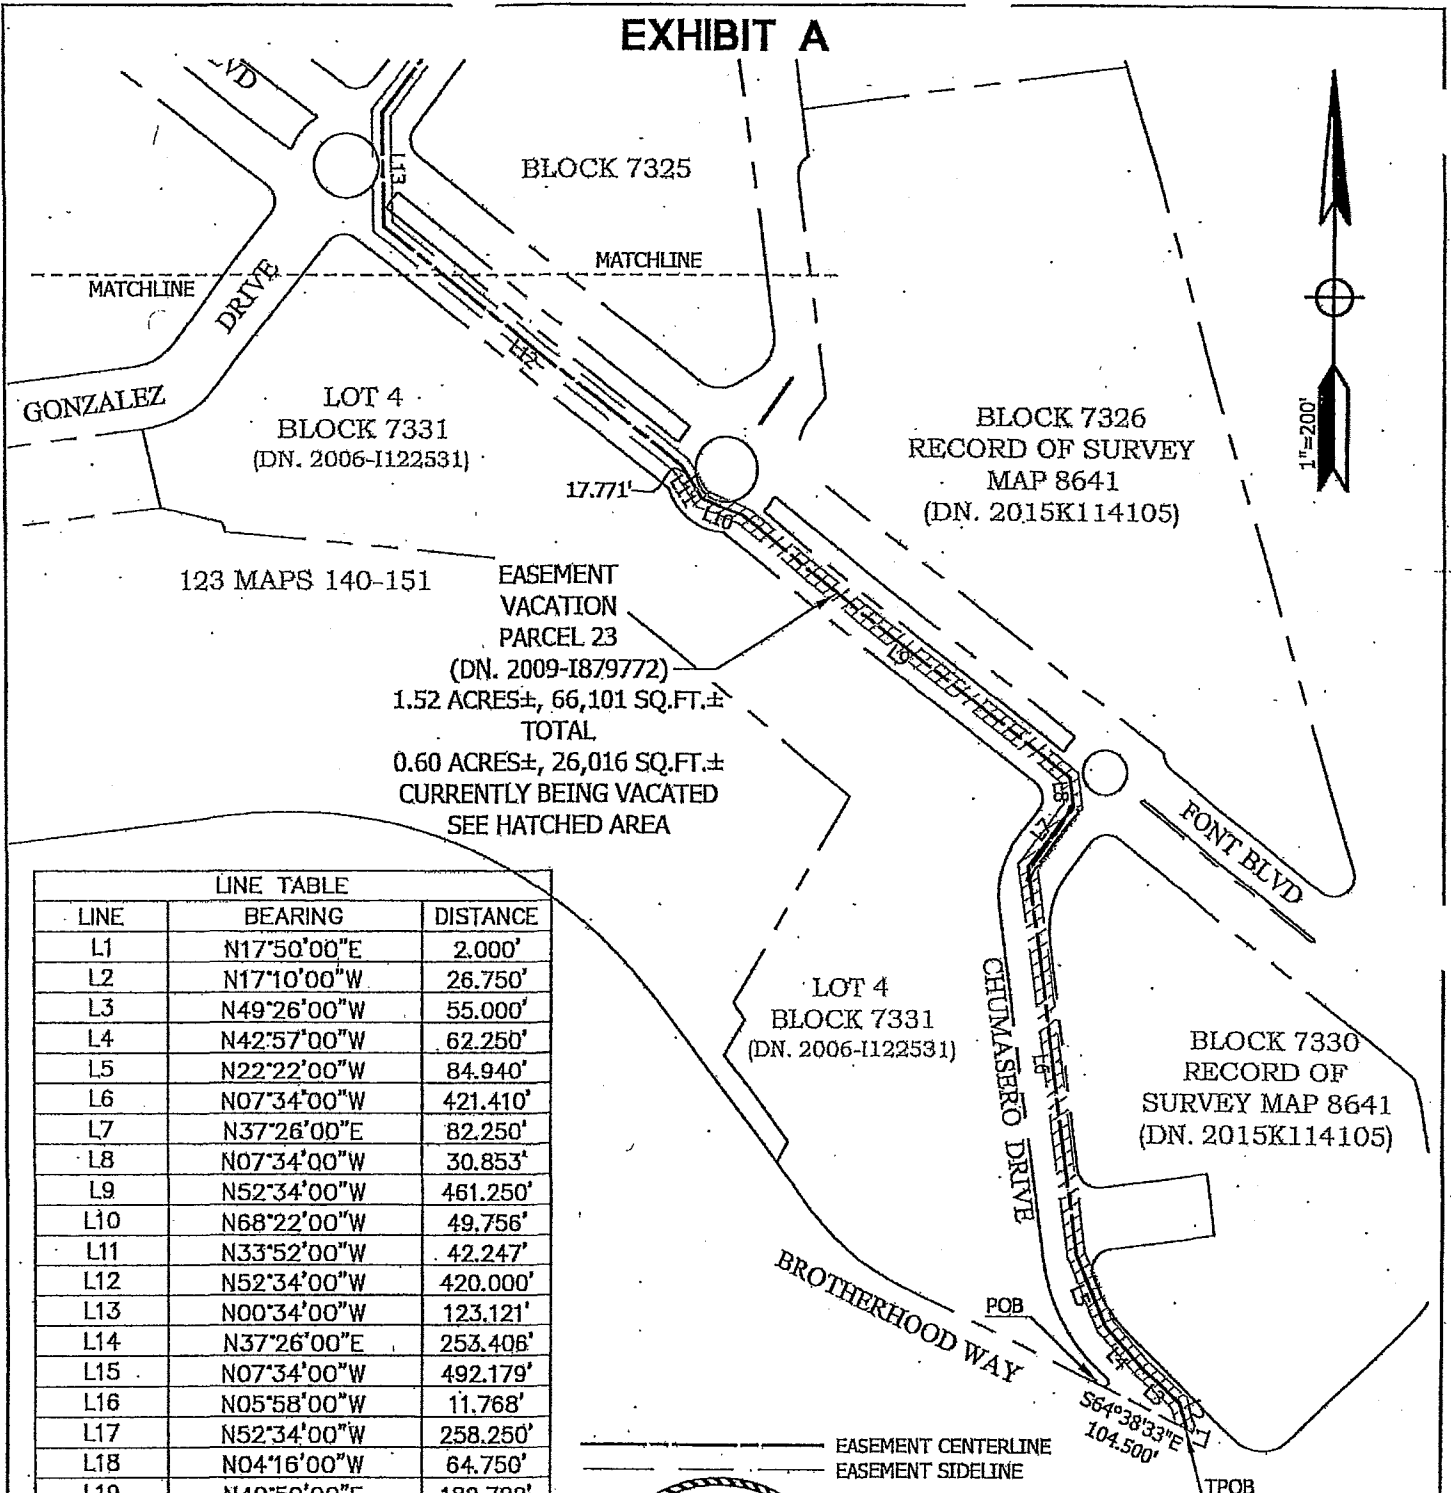 EXHIBIT A
BLVD
L13
BLOCK 7325
MATCHLINE
MATCHLINE
DRIVE
GONZALEZ
L12
LOT 4
BLOCK 7331
(DN. 2006-I122531)
17.771'
L11
L10
BLOCK 7326
RECORD OF SURVEY
MAP 8641
(DN. 2015K114105)
1"=200'
123 MAPS 140-151
EASEMENT
VACATION
PARCEL 23
(DN. 2009-I879772)
1.52 ACRES±, 66,101 SQ.FT.±
TOTAL
0.60 ACRES±, 26,016 SQ.FT.±
CURRENTLY BEING VACATED
SEE HATCHED AREA
L9
L8
L7
FONT BLVD
LINE TABLE
LINE BEARING DISTANCE
L1 N17°50'00"E 2.000'
L2 N17°10'00"W 26.750'
L3 N49°26'00"W 55.000'
L4 N42°57'00"W 62.250'
L5 N22°22'00"W 84.940'
L6 N07°34'00"W 421.410'
L7 N37°26'00"E 82.250'
L8 N07°34'00"W 30.853'
L9 N52°34'00"W 461.250'
L10 N68°22'00"W 49.756'
L11 N33°52'00"W 42.247'
L12 N52°34'00"W 420.000'
L13 N00°34'00"W 123.121'
L14 N37°26'00"E 253.406'
L15 N07°34'00"W 492.179'
L16 N05°58'00"W 11.768'
L17 N52°34'00"W 258.250'
L18 N04°16'00"W 64.750'
L19
LOT 4
BLOCK 7331
(DN. 2006-I122531)
CHUMASERO DRIVE
L6
BLOCK 7330
RECORD OF
SURVEY MAP 8641
(DN. 2015K114105)
BROTHERHOOD WAY
POB
L5
L4
L3
L2
L1
S64°38'33"E
104.500'
TPOB
EASEMENT CENTERLINE
EASEMENT SIDELINE